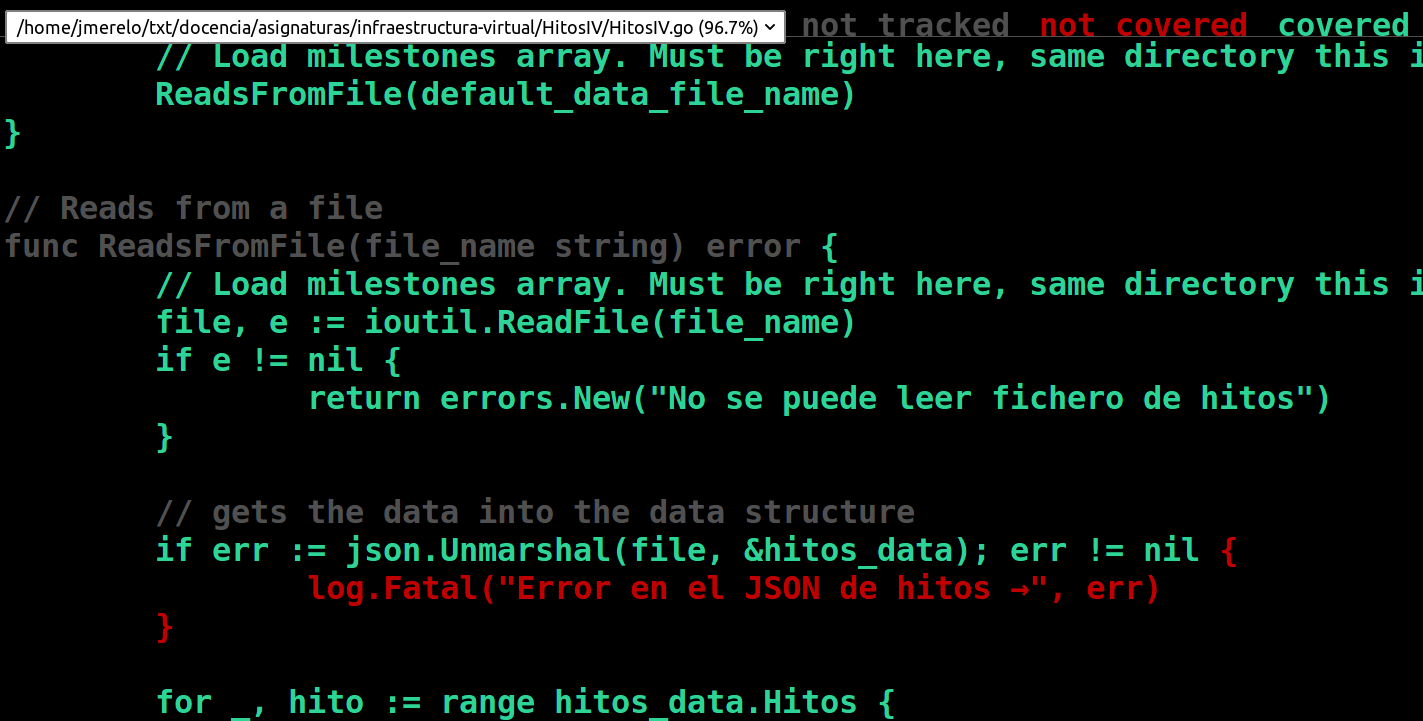 /home/jmerelo/txt/docencia/asignaturas/infraestructura-virtual/HitosIV/HitosIV.go (96.7%) not tracked not covered covered
// Load milestones array. Must be right here, same directory this i
ReadsFromFile(default_data_file_name)
}
// Reads from a file
func ReadsFromFile(file_name string) error {
// Load milestones array. Must be right here, same directory this i
file, e := ioutil.ReadFile(file_name)
if e != nil {
return errors.New("No se puede leer fichero de hitos")
}
// gets the data into the data structure
if err := json.Unmarshal(file, &hitos_data); err != nil {
log.Fatal("Error en el JSON de hitos →", err)
}
for _, hito := range hitos_data.Hitos {